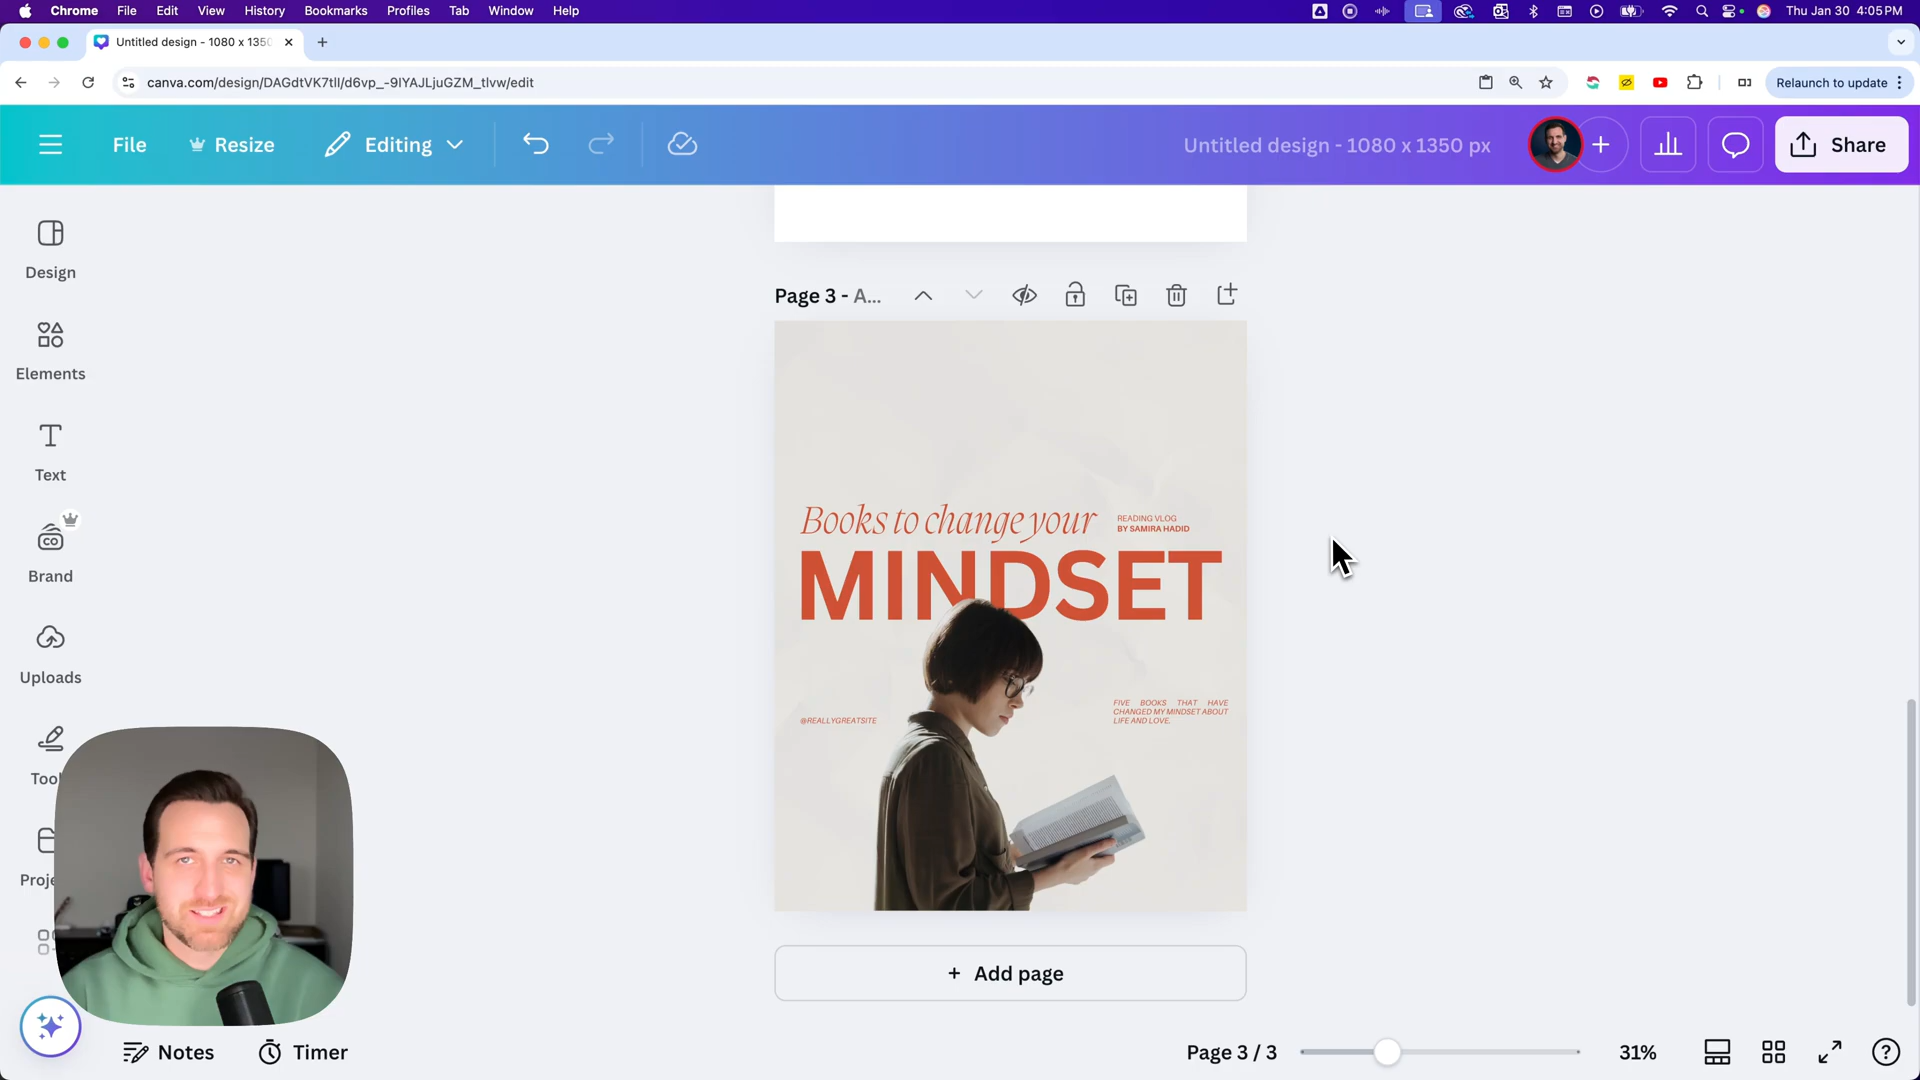 Chrome File Edit View History Bookmarks Profiles Tab Window Help Thu Jan 30 4:05 PM
Untitled design - 1080 x 135
canva.com/design/DAGdtVK7tlI/d6vp_-9lYAJLjuGZM_tlvw/edit Relaunch to update
File Resize Editing Untitled design - 1080 x 1350 px Share
Design
Elements
Text
CO
Brand
Uploads
Page 3 - A...
Books to change your
READING VLOG
BY SAMIRA HADID
MINDSET
FIVE BOOKS THAT HAVE
CHANGED MY MINDSET ABOUT
LIFE AND LOVE.
@REALLYGREATSITE
+ Add page
Notes Timer Page 3 / 3 31%